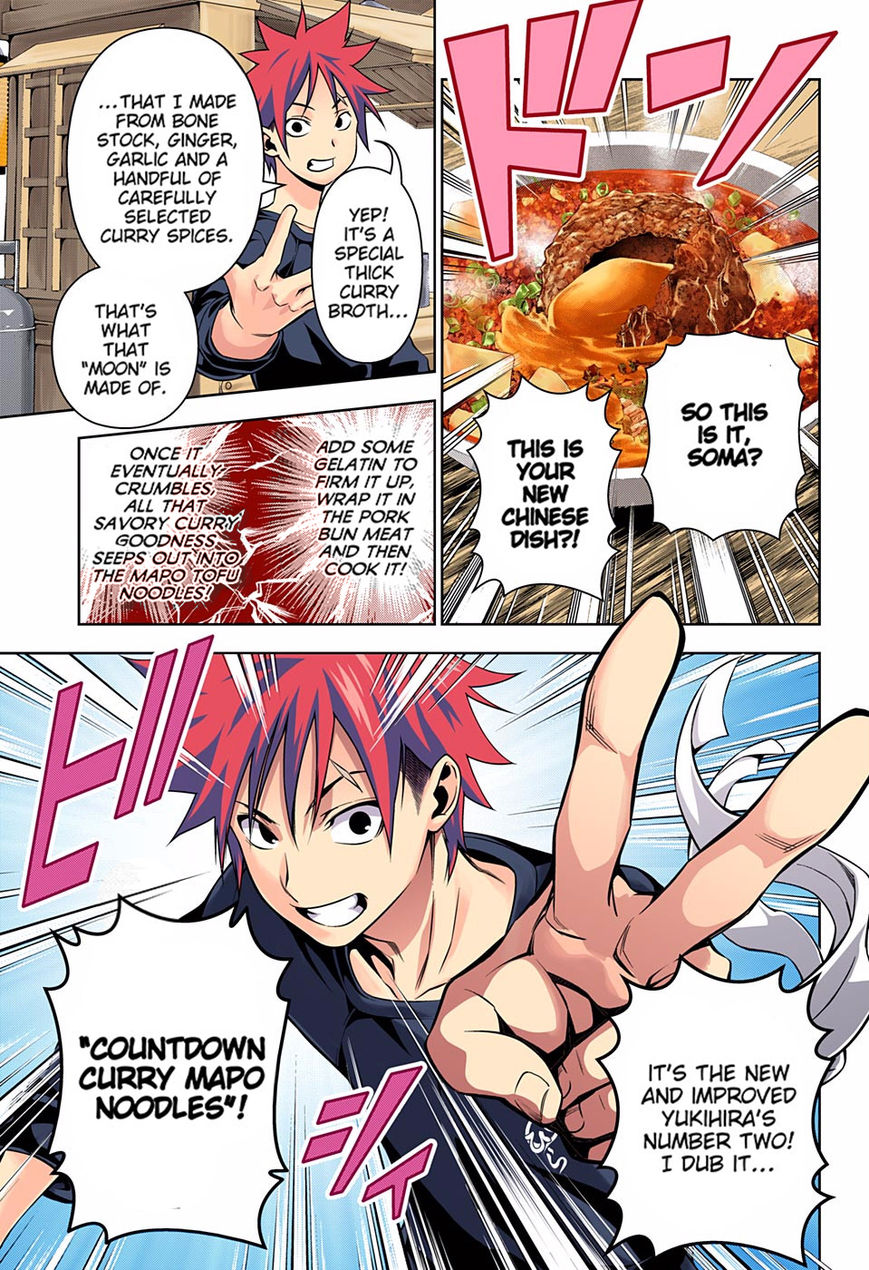 ドーン
SO THIS
IS IT,
SOMA?
THIS IS
YOUR
NEW
CHINESE
DISH?!
YEP!
IT'S A
SPECIAL
THICK
CURRY
BROTH...
...THAT I MADE
FROM BONE
STOCK, GINGER,
GARLIC AND A
HANDFUL OF
CAREFULLY
SELECTED
CURRY SPICES.
THAT'S
WHAT
THAT
"MOON" IS
MADE OF.
ADD SOME
GELATIN TO
FIRM IT UP,
WRAP IT IN
THE PORK
BUN MEAT
AND THEN
COOK IT!
ONCE IT
EVENTUALLY
CRUMBLES,
ALL THAT
SAVORY CURRY
GOODNESS
SEEPS OUT INTO
THE MAPO TOFU
NOODLES!
ビシィ
IT'S THE NEW
AND IMPROVED
YUKIHIRA'S
NUMBER TWO!
I DUB IT...
"COUNTDOWN
CURRY MAPO
NOODLES"!